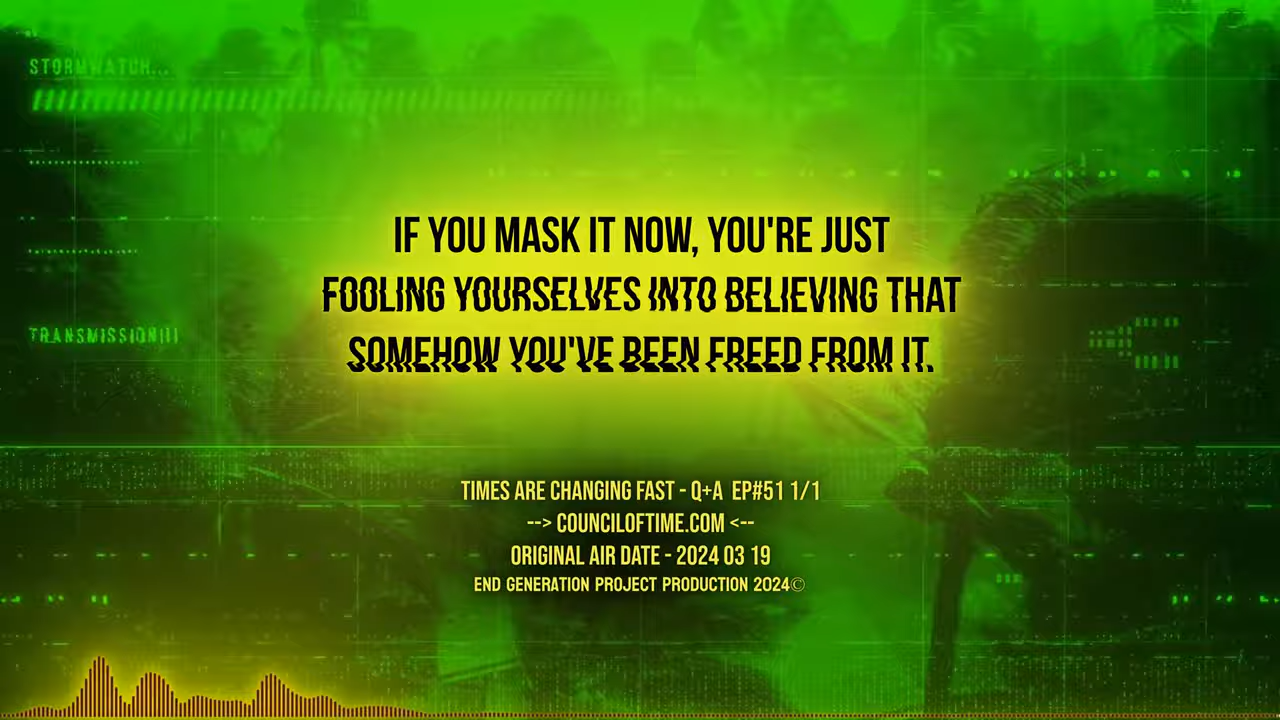 STORMWATCH...
IF YOU MASK IT NOW, YOU'RE JUST
FOOLING YOURSELVES INTO BELIEVING THAT
SOMEHOW YOU'VE BEEN FREED FROM IT.
TRANSMISSION|||
TIMES ARE CHANGING FAST - Q+A EP#51 1/1
--> COUNCILOFTIME.COM <--
ORIGINAL AIR DATE - 2024 03 19
END GENERATION PROJECT PRODUCTION 2024©